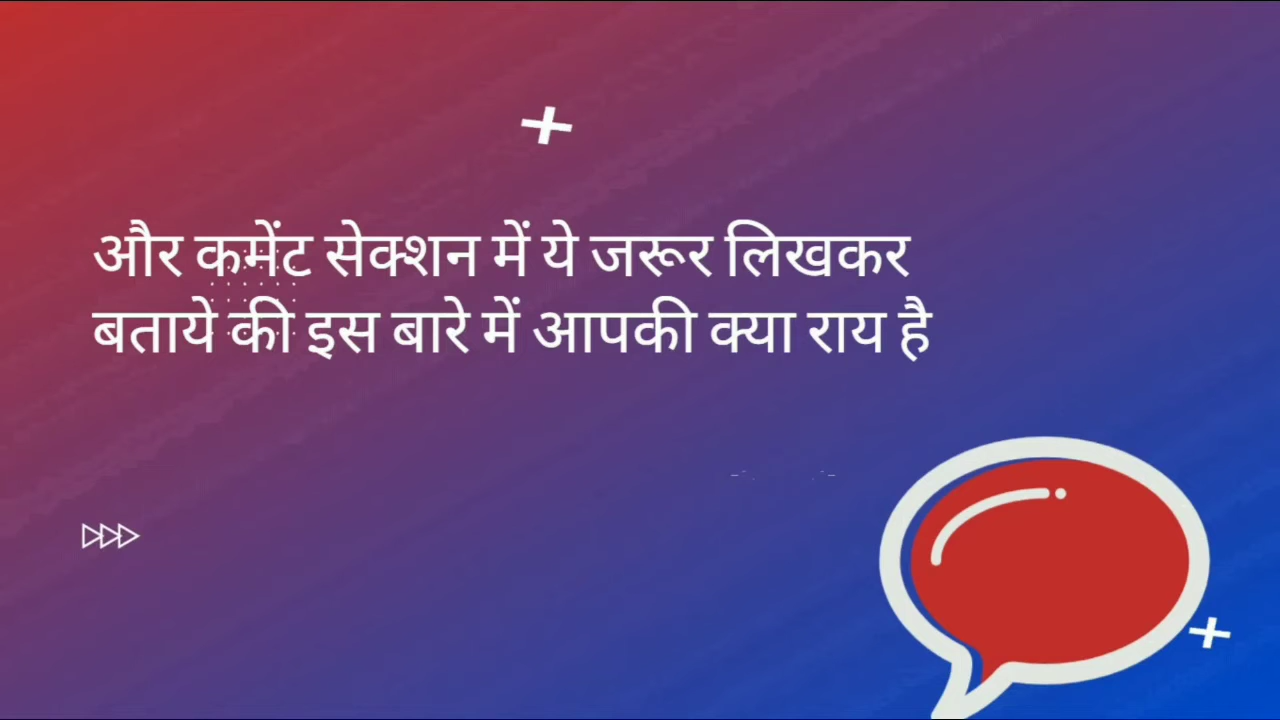 और कमेंट सेक्शन में ये जरूर लिखकर
बताये की इस बारे में आपकी क्या राय है